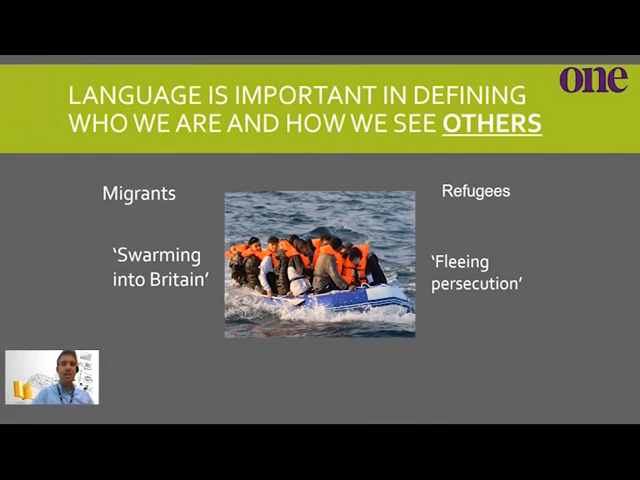 one
LANGUAGE IS IMPORTANT IN DEFINING
WHO WE ARE AND HOW WE SEE OTHERS
Migrants
Refugees
‘Swarming
into Britain’
‘Fleeing
persecution’